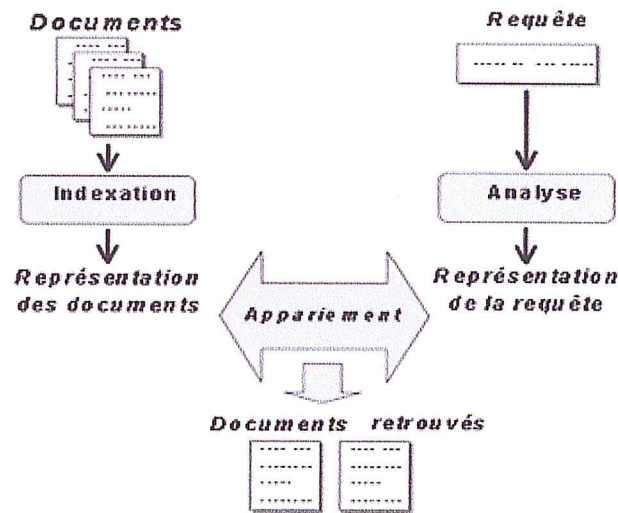 Documents
Requête
Indexation
Analyse
Représentation
des documents
Représentation
de la requête
Appariement
Documents retrouvés